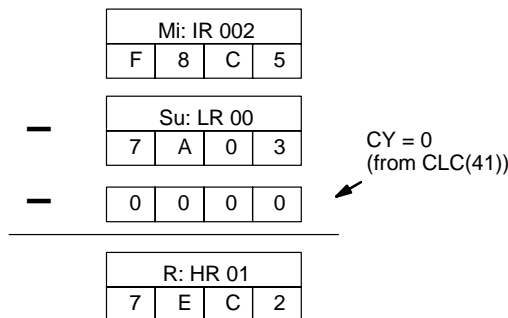 Mi: IR 002
F 8 C 5
– Su: LR 00
7 A 0 3
CY = 0
(from CLC(41))
– 0 0 0 0
R: HR 01
7 E C 2